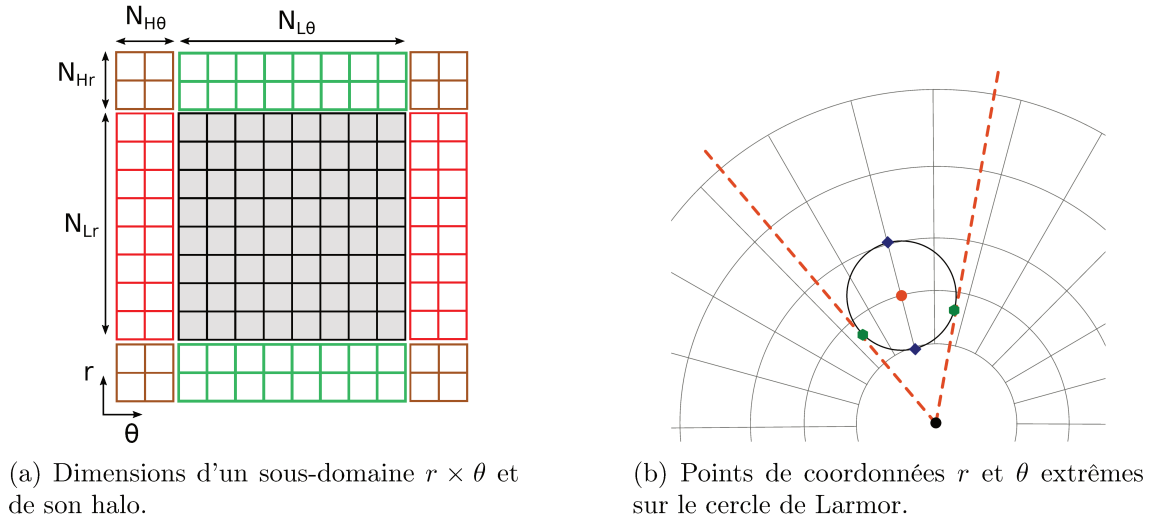 N_Hθ
N_Lθ
N_Hr
N_Lr
r
θ
(a) Dimensions d'un sous-domaine r × θ et
de son halo.
(b) Points de coordonnées r et θ extrêmes
sur le cercle de Larmor.